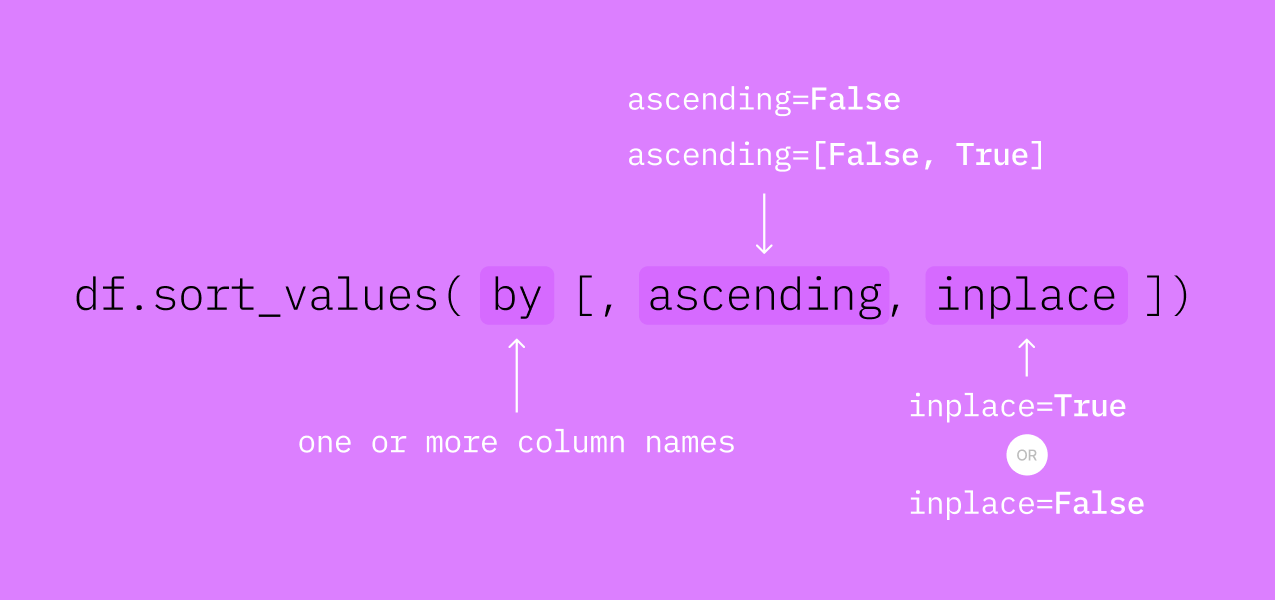 ascending=False
ascending=[False, True]
df.sort_values( by [, ascending, inplace ])
one or more column names
inplace=True
OR
inplace=False